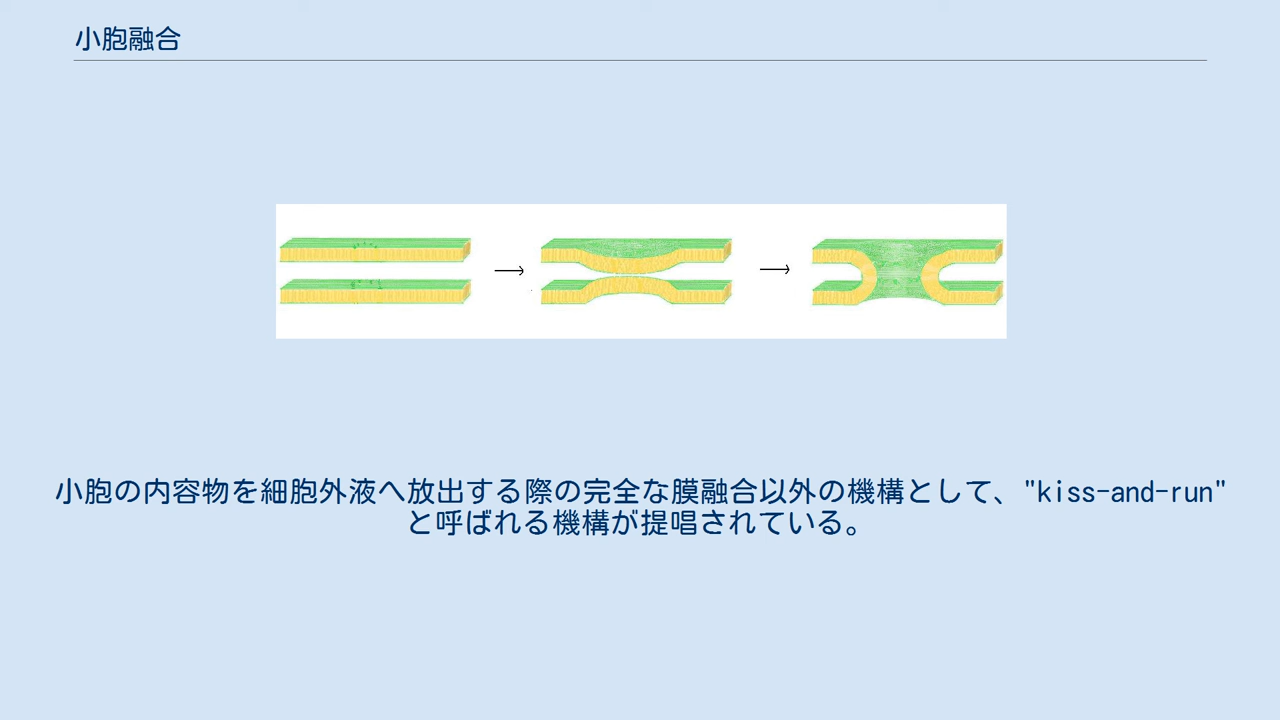 小胞融合
小胞の内容物を細胞外液へ放出する際の完全な膜融合以外の機構として、"kiss-and-run"
と呼ばれる機構が提唱されている。